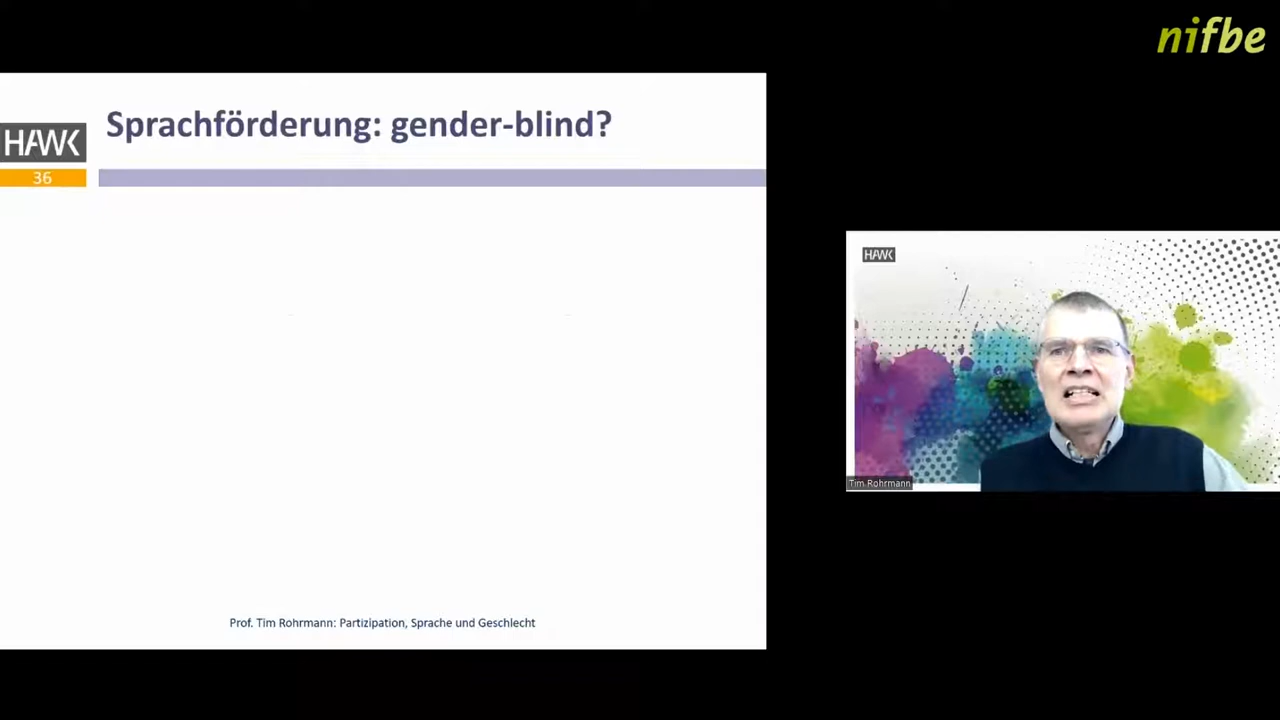 nifbe
HAWK
Sprachförderung: gender-blind?
36
HAWK
Tim Rohrmann
Prof. Tim Rohrmann: Partizipation, Sprache und Geschlecht